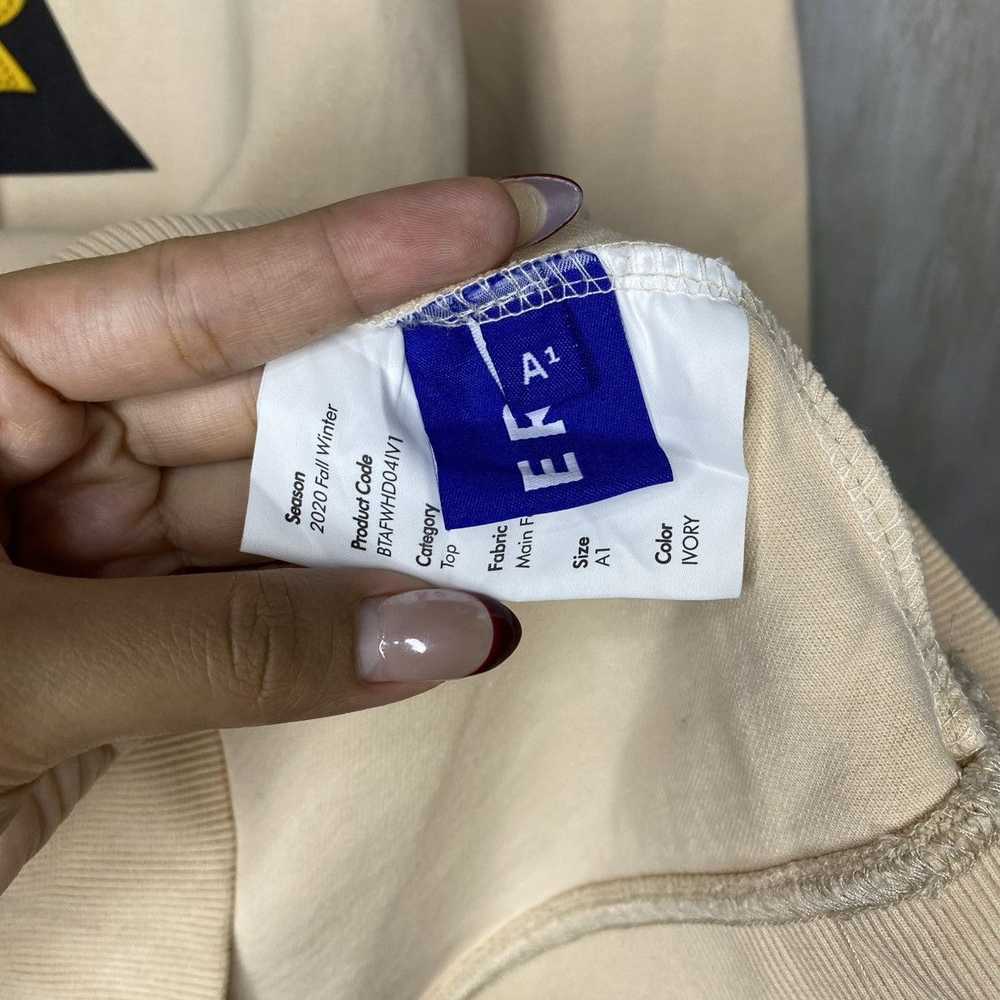 Season
2020 Fall Winter
Product Code
BTAFWHD04IV1
Category
Top
Fabric
Main
Size
A1
Color
IVORY
A¹